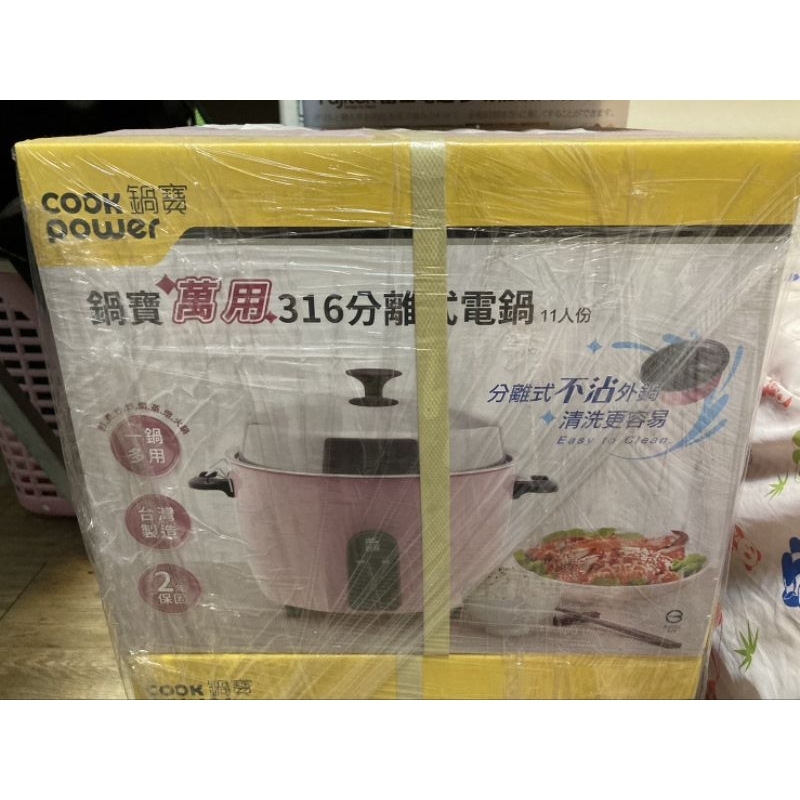 COOK 鍋寶
power
鍋寶萬用316分離式電鍋 11人份
分離式不沾外鍋
清洗更容易
Easy to Clean
一鍋
多用
台灣
製造
2年
保固
COOK 鍋寶